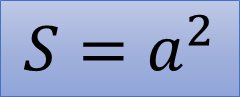 S = a²